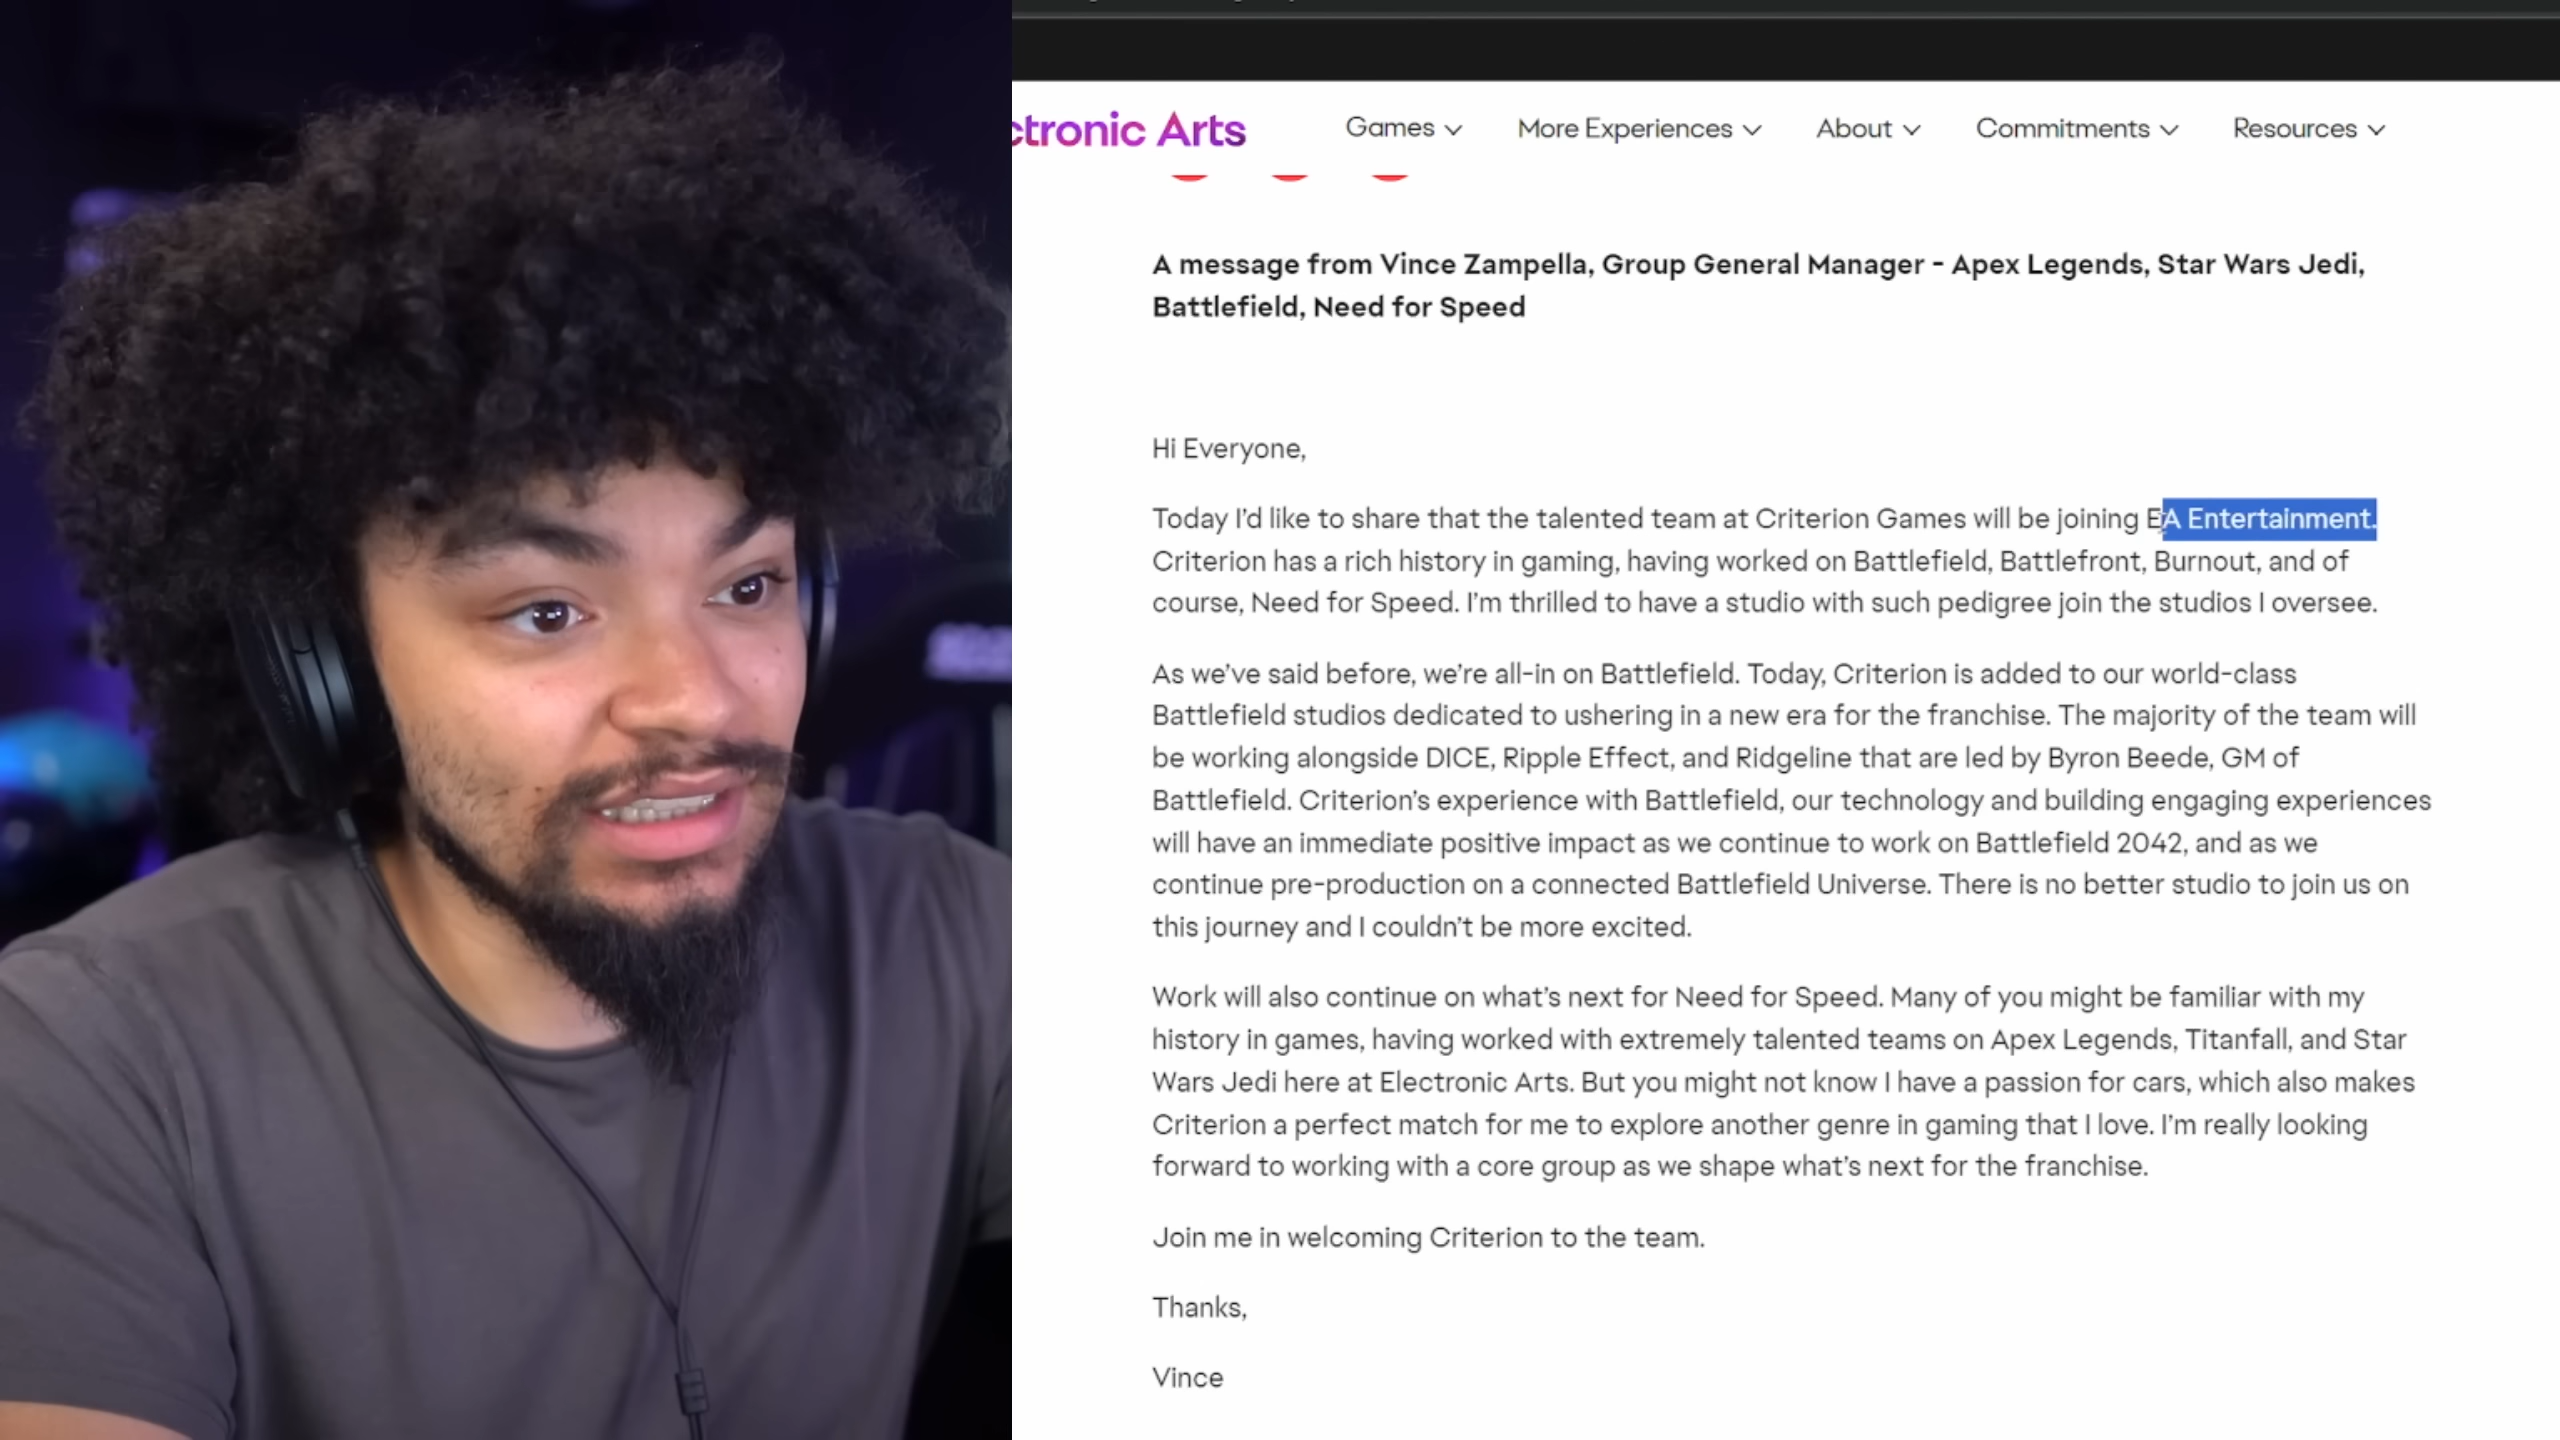 ctronic Arts
Games
More Experiences
About
Commitments
Resources
A message from Vince Zampella, Group General Manager - Apex Legends, Star Wars Jedi,
Battlefield, Need for Speed
Hi Everyone,
Today I'd like to share that the talented team at Criterion Games will be joining EA Entertainment.
Criterion has a rich history in gaming, having worked on Battlefield, Battlefront, Burnout, and of
course, Need for Speed. I'm thrilled to have a studio with such pedigree join the studios I oversee.
As we've said before, we're all-in on Battlefield. Today, Criterion is added to our world-class
Battlefield studios dedicated to ushering in a new era for the franchise. The majority of the team will
be working alongside DICE, Ripple Effect, and Ridgeline that are led by Byron Beede, GM of
Battlefield. Criterion's experience with Battlefield, our technology and building engaging experiences
will have an immediate positive impact as we continue to work on Battlefield 2042, and as we
continue pre-production on a connected Battlefield Universe. There is no better studio to join us on
this journey and I couldn't be more excited.
Work will also continue on what's next for Need for Speed. Many of you might be familiar with my
history in games, having worked with extremely talented teams on Apex Legends, Titanfall, and Star
Wars Jedi here at Electronic Arts. But you might not know I have a passion for cars, which also makes
Criterion a perfect match for me to explore another genre in gaming that I love. I'm really looking
forward to working with a core group as we shape what's next for the franchise.
Join me in welcoming Criterion to the team.
Thanks,
Vince